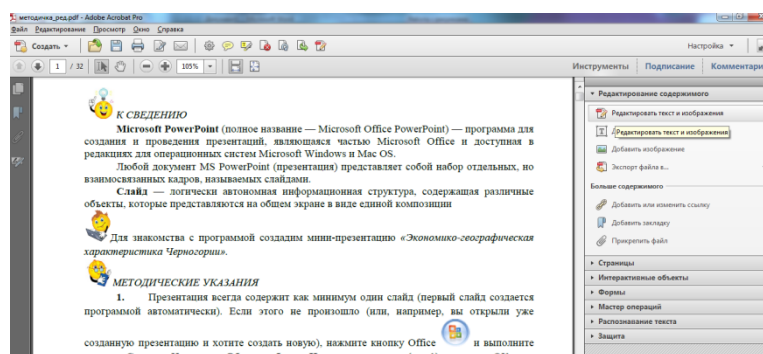 методичка_ред.pdf - Adobe Acrobat Pro
Файл Редактирование Просмотр Окно Справка
Создать
Настройка
1 / 32
105%
Инструменты Подписание Комментари
К СВЕДЕНИЮ
Microsoft PowerPoint (полное название — Microsoft Office PowerPoint) — программа для
создания и проведения презентаций, являющаяся частью Microsoft Office и доступная в
редакциях для операционных систем Microsoft Windows и Mac OS.
Любой документ MS PowerPoint (презентация) представляет собой набор отдельных, но
взаимосвязанных кадров, называемых слайдами.
Слайд — логически автономная информационная структура, содержащая различные
объекты, которые представляются на общем экране в виде единой композиции
Для знакомства с программой создадим мини-презентацию «Экономико-географическая
характеристика Черногории».
МЕТОДИЧЕСКИЕ УКАЗАНИЯ
1. Презентация всегда содержит как минимум один слайд (первый слайд создается
программой автоматически). Если этого не произошло (или, например, вы открыли уже
созданную презентацию и хотите создать новую), нажмите кнопку Office и выполните
Редактирование содержимого
Редактировать текст и изображения
Редактировать текст и изображения
Добавить изображение
Экспорт файла в...
Больше содержимого
Добавить или изменить ссылку
Добавить закладку
Прикрепить файл
Страницы
Интерактивные объекты
Формы
Мастер операций
Распознавание текста
Защита